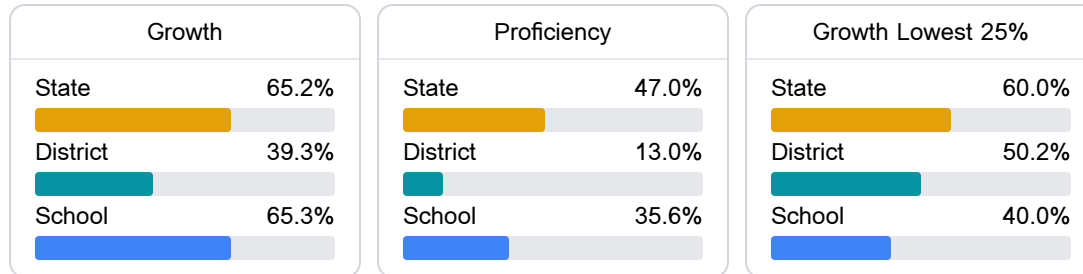 Growth
State 65.2%
District 39.3%
School 65.3%
Proficiency
State 47.0%
District 13.0%
School 35.6%
Growth Lowest 25%
State 60.0%
District 50.2%
School 40.0%